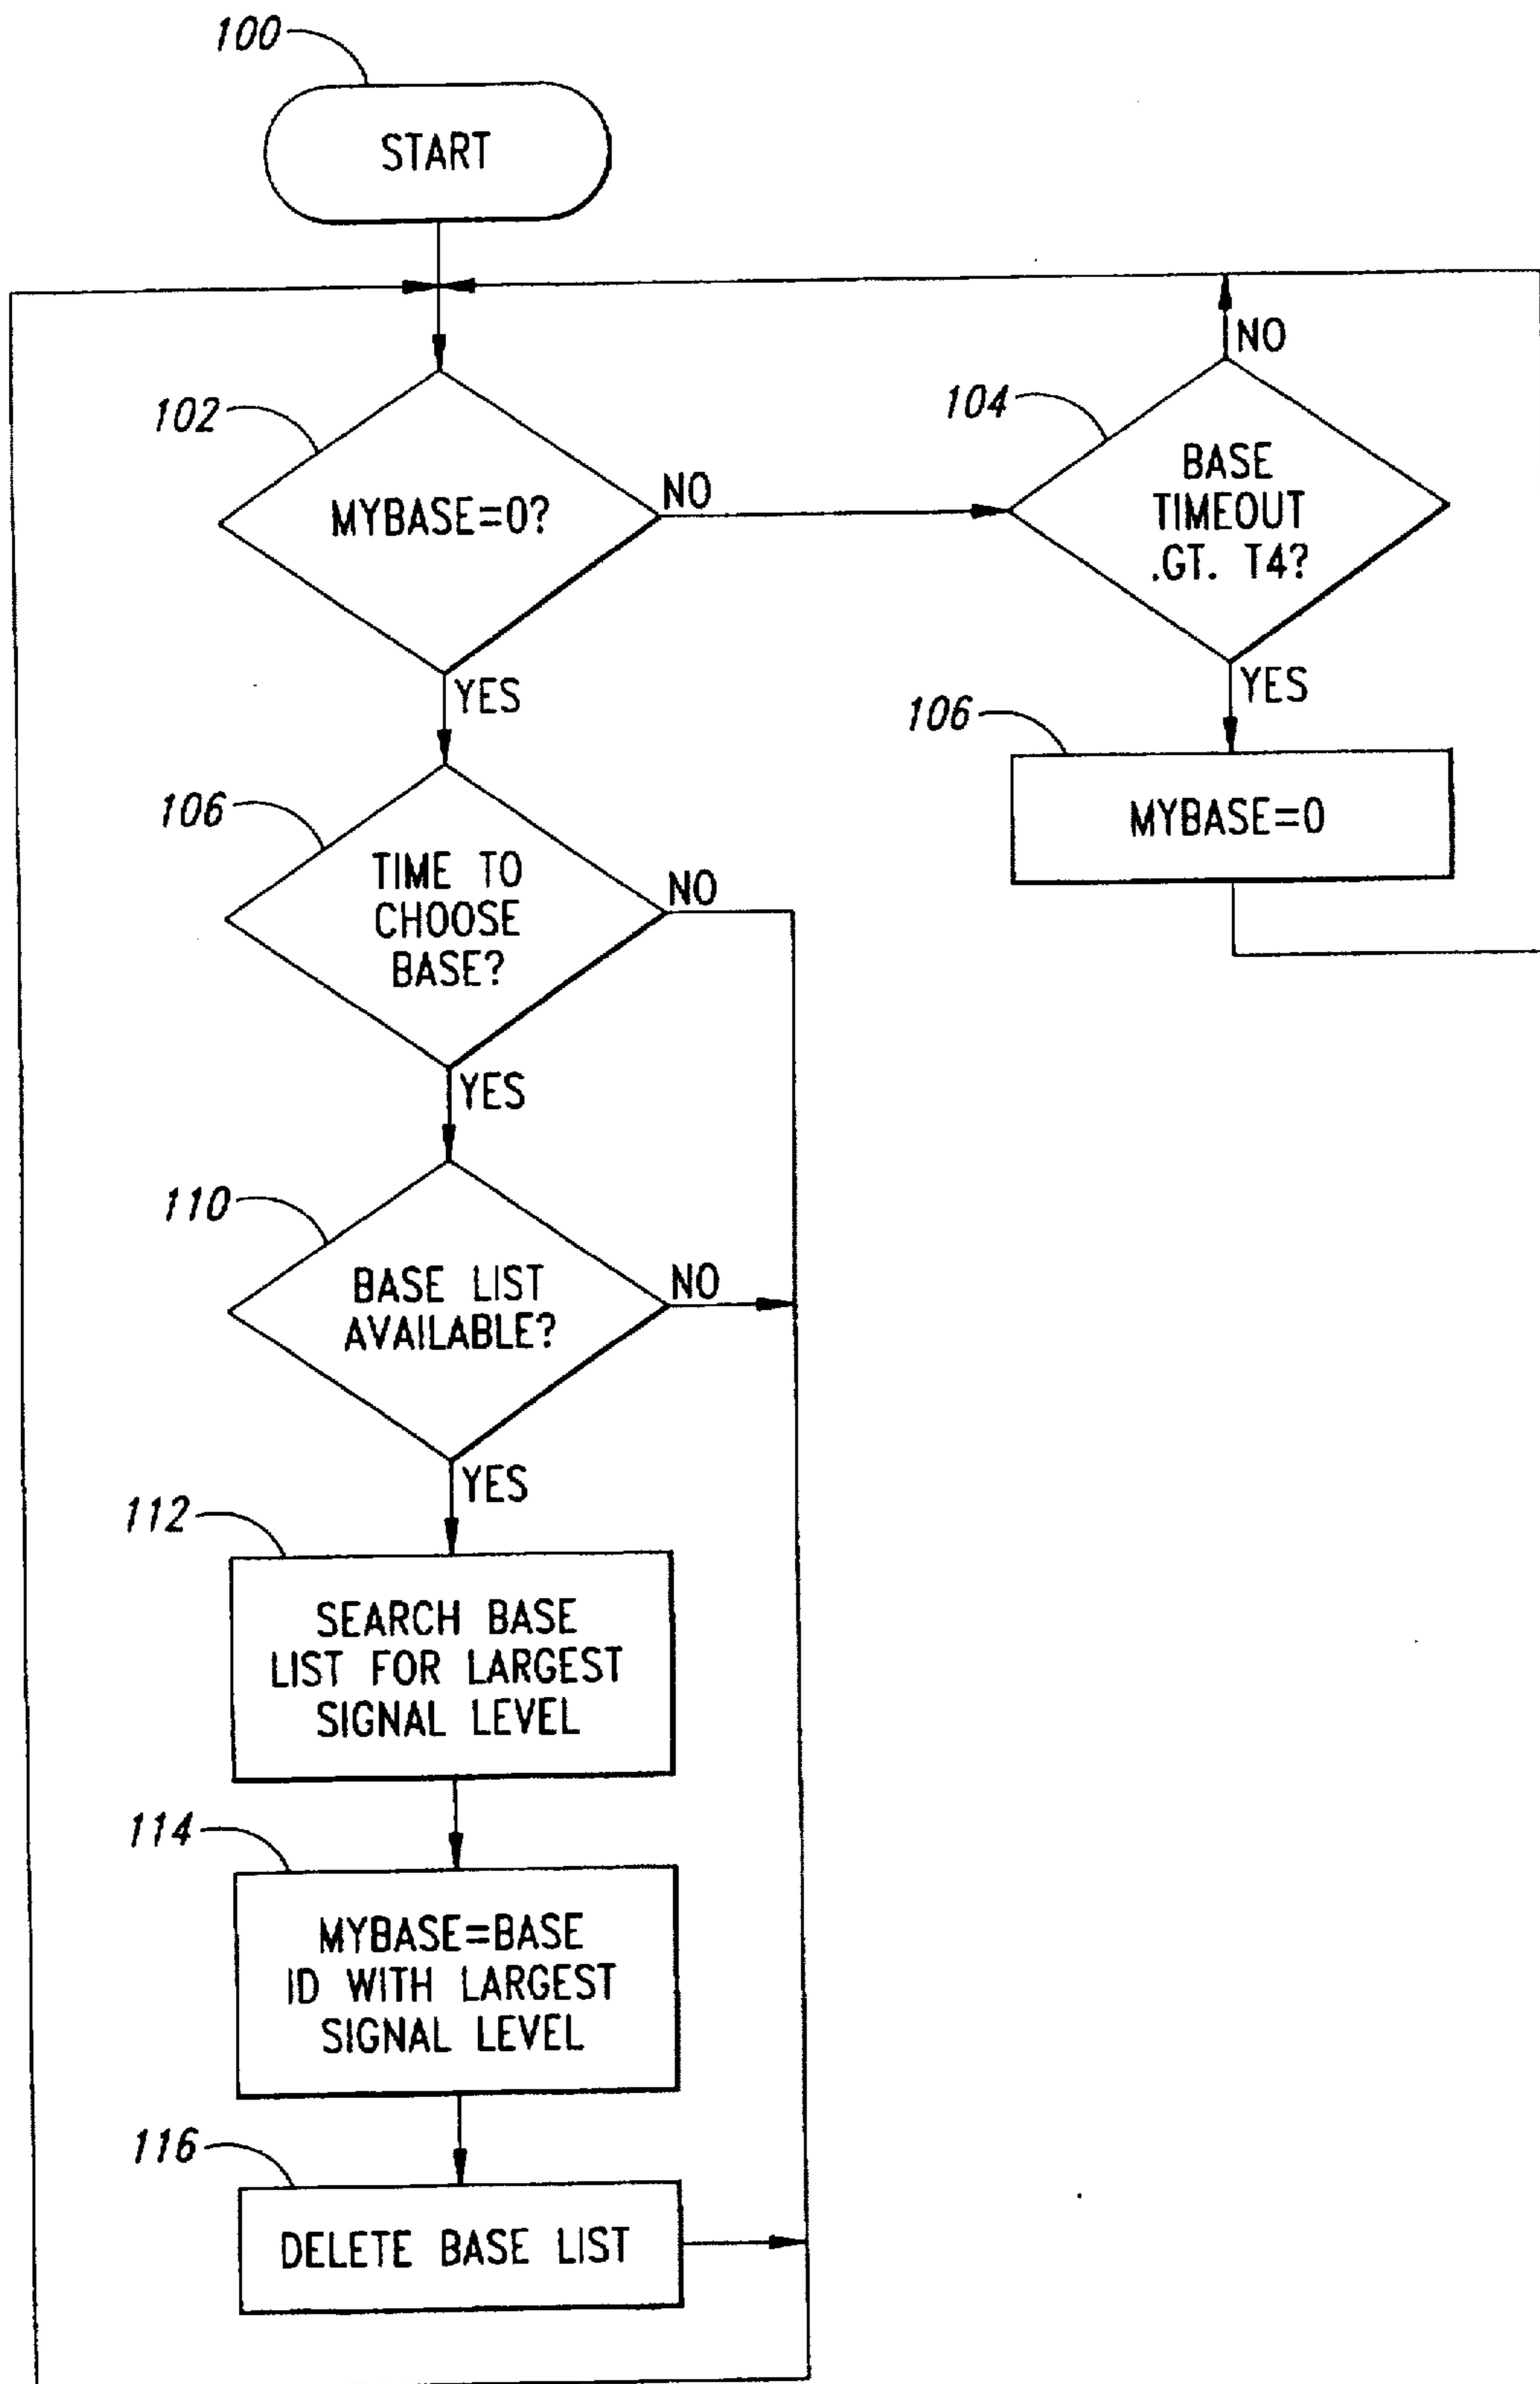 100
START
102
MYBASE=0?
NO
YES
104
BASE
TIMEOUT
.GT. T4?
NO
YES
106
MYBASE=0
106
TIME TO
CHOOSE
BASE?
NO
YES
110
BASE LIST
AVAILABLE?
NO
YES
112
SEARCH BASE
LIST FOR LARGEST
SIGNAL LEVEL
114
MYBASE=BASE
ID WITH LARGEST
SIGNAL LEVEL
116
DELETE BASE LIST